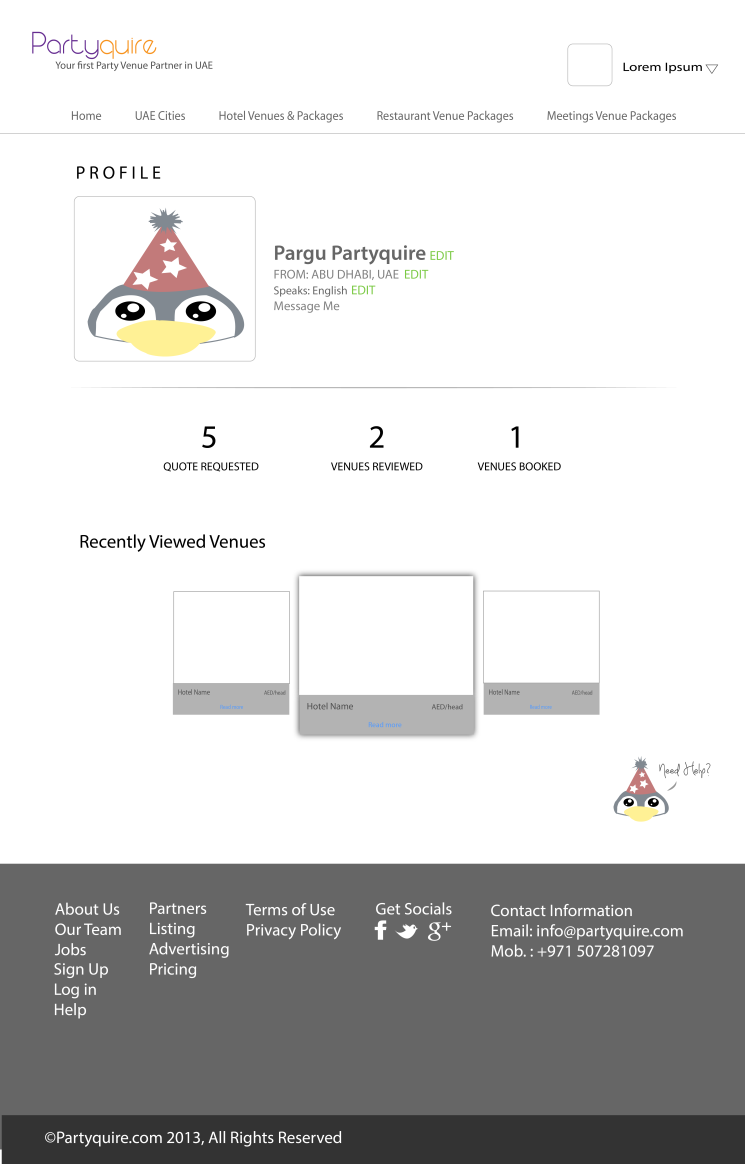 Partyquire
Your first Party Venue Partner in UAE
Lorem Ipsum
Home UAE Cities Hotel Venues & Packages Restaurant Venue Packages Meetings Venue Packages
PROFILE
Pargu Partyquire EDIT
FROM: ABU DHABI, UAE EDIT
Speaks: English EDIT
Message Me
5 2 1
QUOTE REQUESTED VENUES REVIEWED VENUES BOOKED
Recently Viewed Venues
Hotel Name AED/head
Read more
Hotel Name AED/head
Read more
Hotel Name AED/head
Read more
Need Help?
About Us
Our Team
Jobs
Sign Up
Log in
Help
Partners
Listing
Advertising
Pricing
Terms of Use
Privacy Policy
Get Socials
f g+
Contact Information
Email: info@partyquire.com
Mob. : +971 507281097
©Partyquire.com 2013, All Rights Reserved